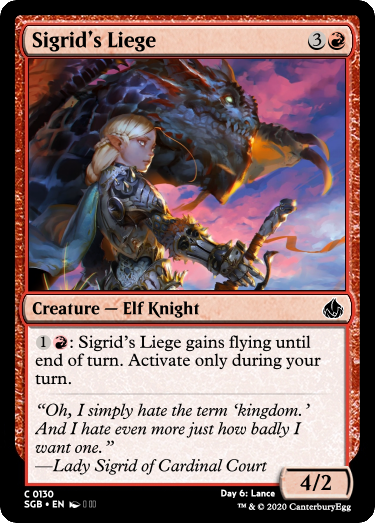 Sigrid's Liege 3
Creature — Elf Knight
1 : Sigrid's Liege gains flying until
end of turn. Activate only during your
turn.
“Oh, I simply hate the term ‘kingdom.’
And I hate even more just how badly I
want one.”
—Lady Sigrid of Cardinal Court
4/2
C 0130
Day 6: Lance
SGB • EN
™ & © 2020 CanterburyEgg